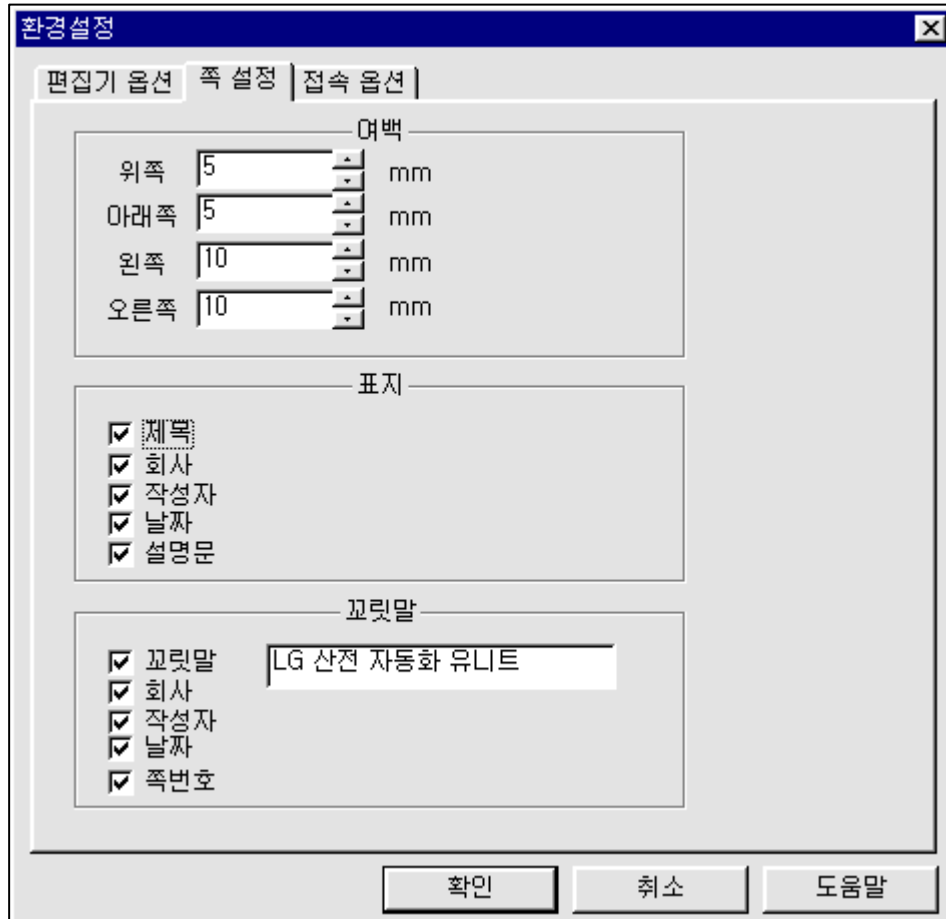 환경설정
편집기 옵션 쪽 설정 접속 옵션
여백
위쪽 5 mm
아래쪽 5 mm
왼쪽 10 mm
오른쪽 10 mm
표지
제목
회사
작성자
날짜
설명문
꼬릿말
꼬릿말 LG 산전 자동화 유니트
회사
작성자
날짜
쪽번호
확인 취소 도움말